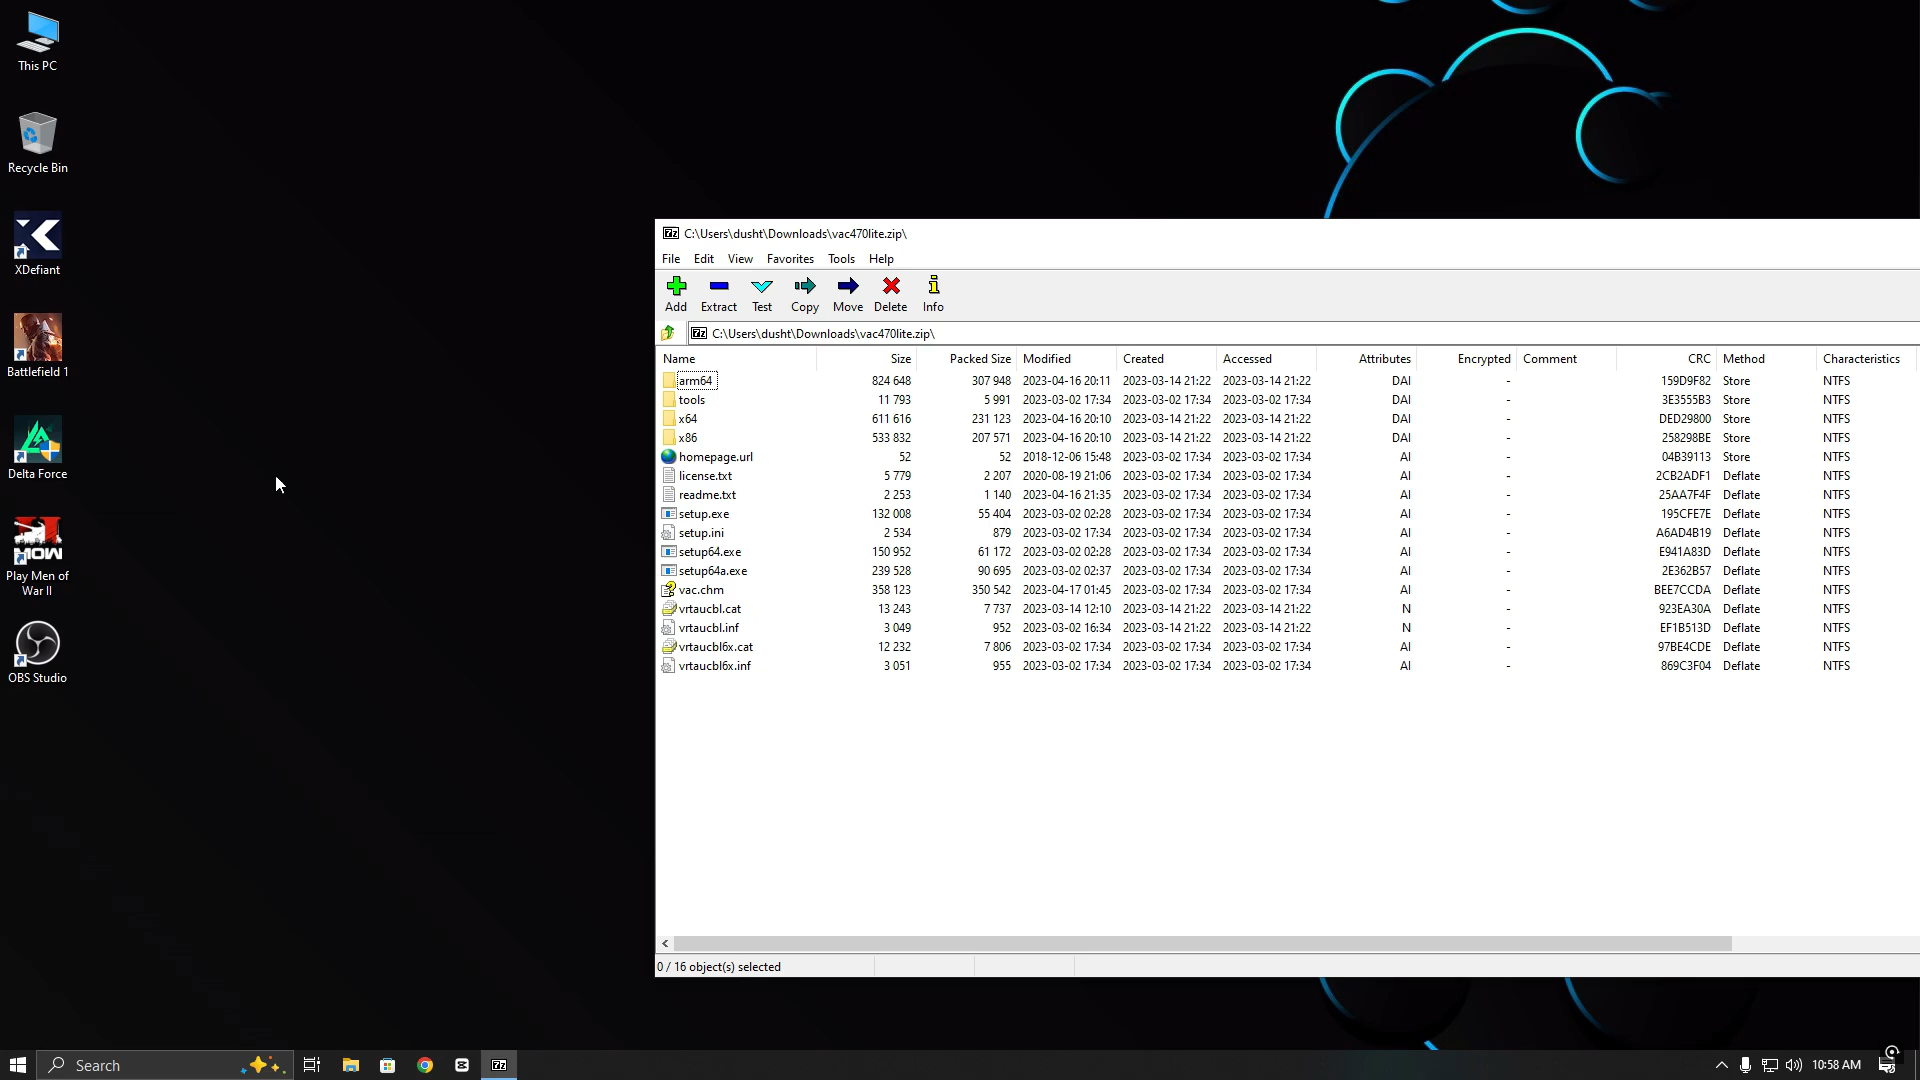 This PC
Recycle Bin
XDefiant
Battlefield 1
Delta Force
Play Men of
War II
OBS Studio
C:\Users\dusht\Downloads\vac470lite.zip\
File Edit View Favorites Tools Help
Add Extract Test Copy Move Delete Info
C:\Users\dusht\Downloads\vac470lite.zip\
Name Size Packed Size Modified Created Accessed Attributes Encrypted Comment CRC Method Characteristics
arm64 824 648 307 948 2023-04-16 20:11 2023-03-14 21:22 2023-03-14 21:22 DAI - 159D9F82 Store NTFS
tools 11 793 5 991 2023-03-02 17:34 2023-03-02 17:34 2023-03-02 17:34 DAI - 3E3555B3 Store NTFS
x64 611 616 231 123 2023-04-16 20:10 2023-03-14 21:22 2023-03-14 21:22 DAI - DED29800 Store NTFS
x86 533 832 207 571 2023-04-16 20:10 2023-03-14 21:22 2023-03-14 21:22 DAI - 258298BE Store NTFS
homepage.url 52 52 2018-12-06 15:48 2023-03-02 17:34 2023-03-02 17:34 AI - 04B39113 Store NTFS
license.txt 5 779 2 207 2020-08-19 21:06 2023-03-02 17:34 2023-03-02 17:34 AI - 2CB2ADF1 Deflate NTFS
readme.txt 2 253 1 140 2023-04-16 21:35 2023-03-02 17:34 2023-03-02 17:34 AI - 25AA7F4F Deflate NTFS
setup.exe 132 008 55 404 2023-03-02 02:28 2023-03-02 17:34 2023-03-02 17:34 AI - 195CFE7E Deflate NTFS
setup.ini 2 534 879 2023-03-02 17:34 2023-03-02 17:34 2023-03-02 17:34 AI - A6AD4B19 Deflate NTFS
setup64.exe 150 952 61 172 2023-03-02 02:28 2023-03-02 17:34 2023-03-02 17:34 AI - E941A83D Deflate NTFS
setup64a.exe 239 528 90 695 2023-03-02 02:37 2023-03-02 17:34 2023-03-02 17:34 AI - 2E362B57 Deflate NTFS
vac.chm 358 123 350 542 2023-04-17 01:45 2023-03-02 17:34 2023-03-02 17:34 AI - BEE7CCDA Deflate NTFS
vrtaucbl.cat 13 243 7 737 2023-03-14 12:10 2023-03-14 21:22 2023-03-14 21:22 N - 923EA30A Deflate NTFS
vrtaucbl.inf 3 049 952 2023-03-02 16:34 2023-03-14 21:22 2023-03-14 21:22 N - EF1B513D Deflate NTFS
vrtaucbl6x.cat 12 232 7 806 2023-03-02 17:34 2023-03-02 17:34 2023-03-02 17:34 AI - 97BE4CDE Deflate NTFS
vrtaucbl6x.inf 3 051 955 2023-03-02 17:34 2023-03-02 17:34 2023-03-02 17:34 AI - 869C3F04 Deflate NTFS
0 / 16 object(s) selected
Search
10:58 AM